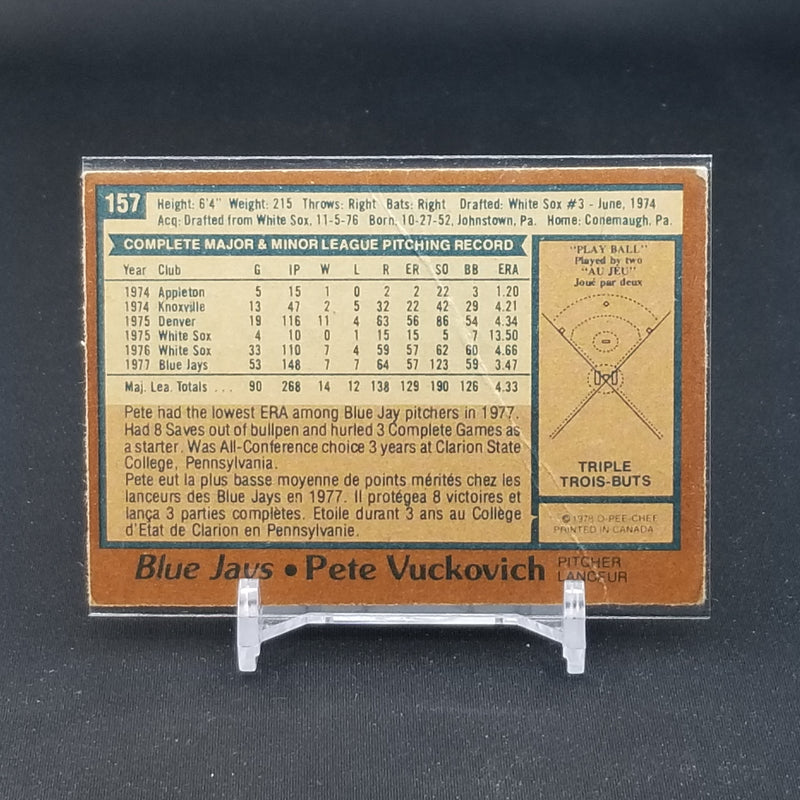 157
Height: 6'4" Weight: 215 Throws: Right Bats: Right Drafted: White Sox #3 - June, 1974
Acq: Drafted from White Sox, 11-5-76 Born: 10-27-52, Johnstown, Pa. Home: Conemaugh, Pa.
COMPLETE MAJOR & MINOR LEAGUE PITCHING RECORD
Year Club G IP W L R ER SO BB ERA
1974 Appleton 5 15 1 0 2 2 22 3 1.20
1974 Knoxville 13 47 2 5 32 22 42 29 4.21
1975 Denver 19 116 11 4 63 56 86 54 4.34
1975 White Sox 4 10 0 1 15 15 5 7 13.50
1976 White Sox 33 110 7 4 59 57 62 60 4.66
1977 Blue Jays 53 148 7 7 64 57 123 59 3.47
Maj. Lea. Totals . . . 90 268 14 12 138 129 190 126 4.33
Pete had the lowest ERA among Blue Jay pitchers in 1977.
Had 8 Saves out of bullpen and hurled 3 Complete Games as
a starter. Was All-Conference choice 3 years at Clarion State
College, Pennsylvania.
Pete eut la plus basse moyenne de points mérités chez les
lanceurs des Blue Jays en 1977. Il protégea 8 victoires et
lança 3 parties complètes. Etoile durant 3 ans au Collège
d'Etat de Clarion en Pennsylvanie.
"PLAY BALL"
Played by two
"AU JEU"
Joué par deux
TRIPLE
TROIS-BUTS
© 1978 O-PEE-CHEE
PRINTED IN CANADA
Blue Jays • Pete Vuckovich PITCHER
LANCEUR